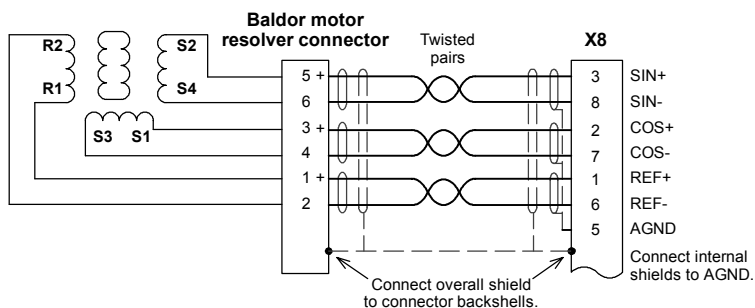 Baldor motor
resolver connector
Twisted
pairs
X8
R2
S2
R1
S4
S3 S1
5 +
6
3 +
4
1 +
2
3 SIN+
8 SIN-
2 COS+
7 COS-
1 REF+
6 REF-
5 AGND
Connect internal
shields to AGND.
Connect overall shield
to connector backshells.